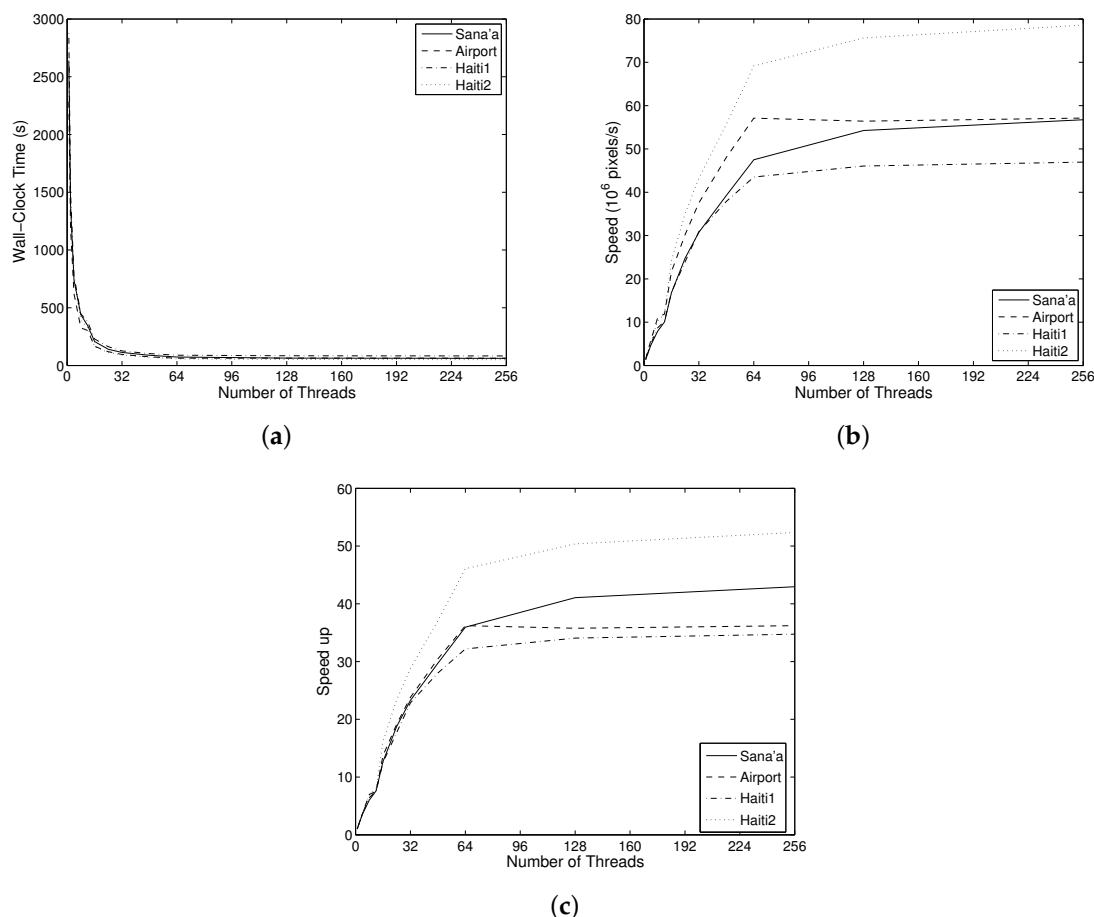 3000
2500
2000
1500
1000
500
0
Wall−Clock Time (s)
0 32 64 96 128 160 192 224 256
Number of Threads
Sana'a
Airport
Haiti1
Haiti2
(a)
80
70
60
50
40
30
20
10
0
Speed (10^6 pixels/s)
0 32 64 96 128 160 192 224 256
Number of Threads
Sana'a
Airport
Haiti1
Haiti2
(b)
60
50
40
30
20
10
0
Speed up
32 64 96 128 160 192 224 256
Number of Threads
Sana'a
Airport
Haiti1
Haiti2
(c)